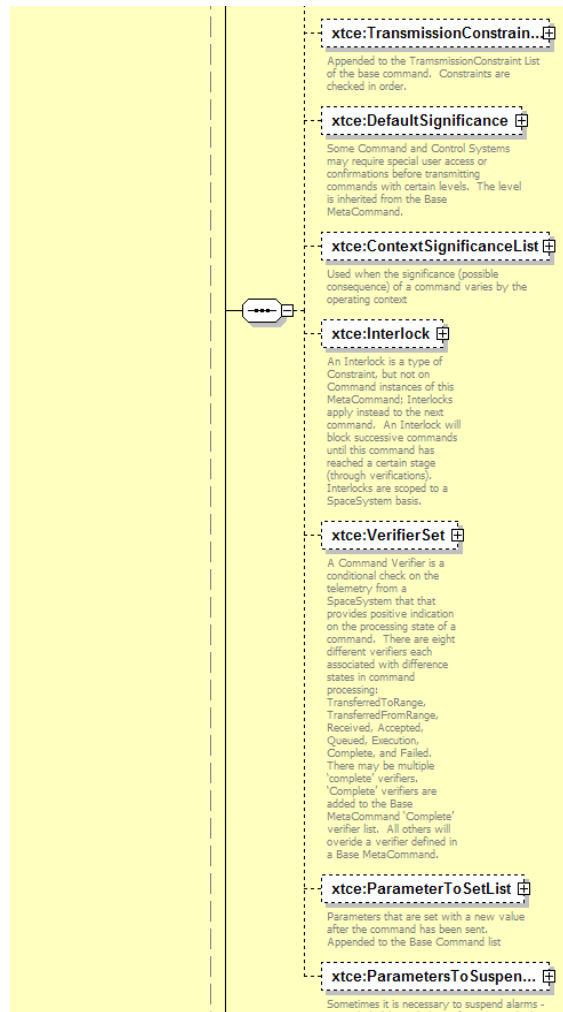 xtce:TransmissionConstrain...
Appended to the TramsmissionConstraint List
of the base command.  Constraints are
checked in order.
xtce:DefaultSignificance
Some Command and Control Systems
may require special user access or
confirmations before transmitting
commands with certain levels.  The level
is inherited from the Base
MetaCommand.
xtce:ContextSignificanceList
Used when the significance (possible
consequence) of a command varies by the
operating context
xtce:Interlock
An Interlock is a type of
Constraint, but not on
Command instances of this
MetaCommand; Interlocks
apply instead to the next
command.  An Interlock will
block successive commands
until this command has
reached a certain stage
(through verifications).
Interlocks are scoped to a
SpaceSystem basis.
xtce:VerifierSet
A Command Verifier is a
conditional check on the
telemetry from a
SpaceSystem that that
provides positive indication
on the processing state of a
command.  There are eight
different verifiers each
associated with difference
states in command
processing:
TransferredToRange,
TransferredFromRange,
Received, Accepted,
Queued, Execution,
Complete, and Failed.
There may be multiple
‘complete’ verifiers.
‘Complete’ verifiers are
added to the Base
MetaCommand ‘Complete’
verifier list.  All others will
overide a verifier defined in
a Base MetaCommand.
xtce:ParameterToSetList
Parameters that are set with a new value
after the command has been sent.
Appended to the Base Command list
xtce:ParametersToSuspen...
Sometimes it is necessary to suspend alarms -